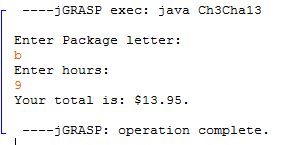 ----jGRASP exec: java Ch3Cha13
Enter Package letter:
b
Enter hours:
9
Your total is: $13.95.
----jGRASP: operation complete.